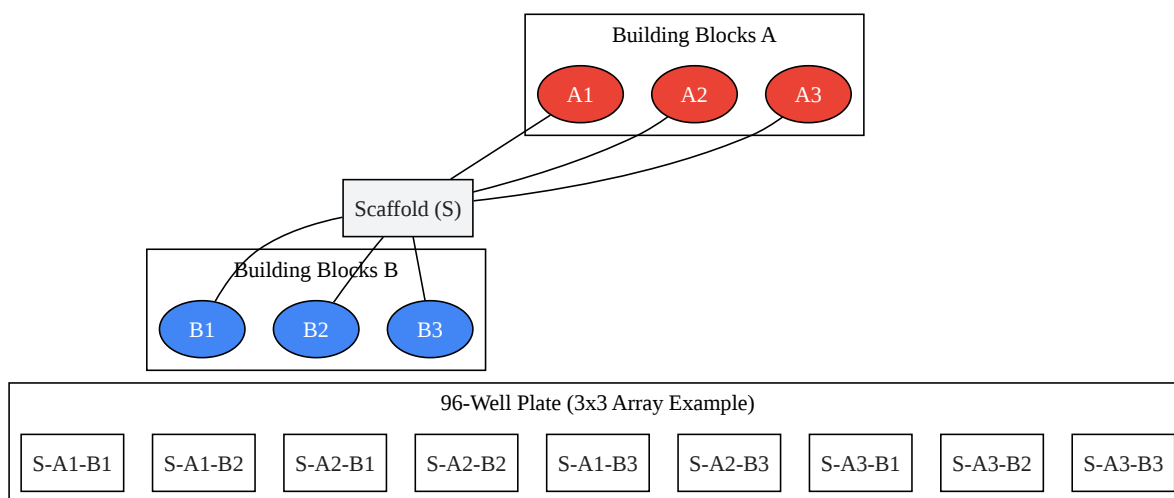 Building Blocks A
A1 A2 A3
Scaffold (S)
Building Blocks B
B1 B2 B3
96-Well Plate (3x3 Array Example)
S-A1-B1 S-A1-B2 S-A2-B1 S-A2-B2 S-A1-B3 S-A2-B3 S-A3-B1 S-A3-B2 S-A3-B3